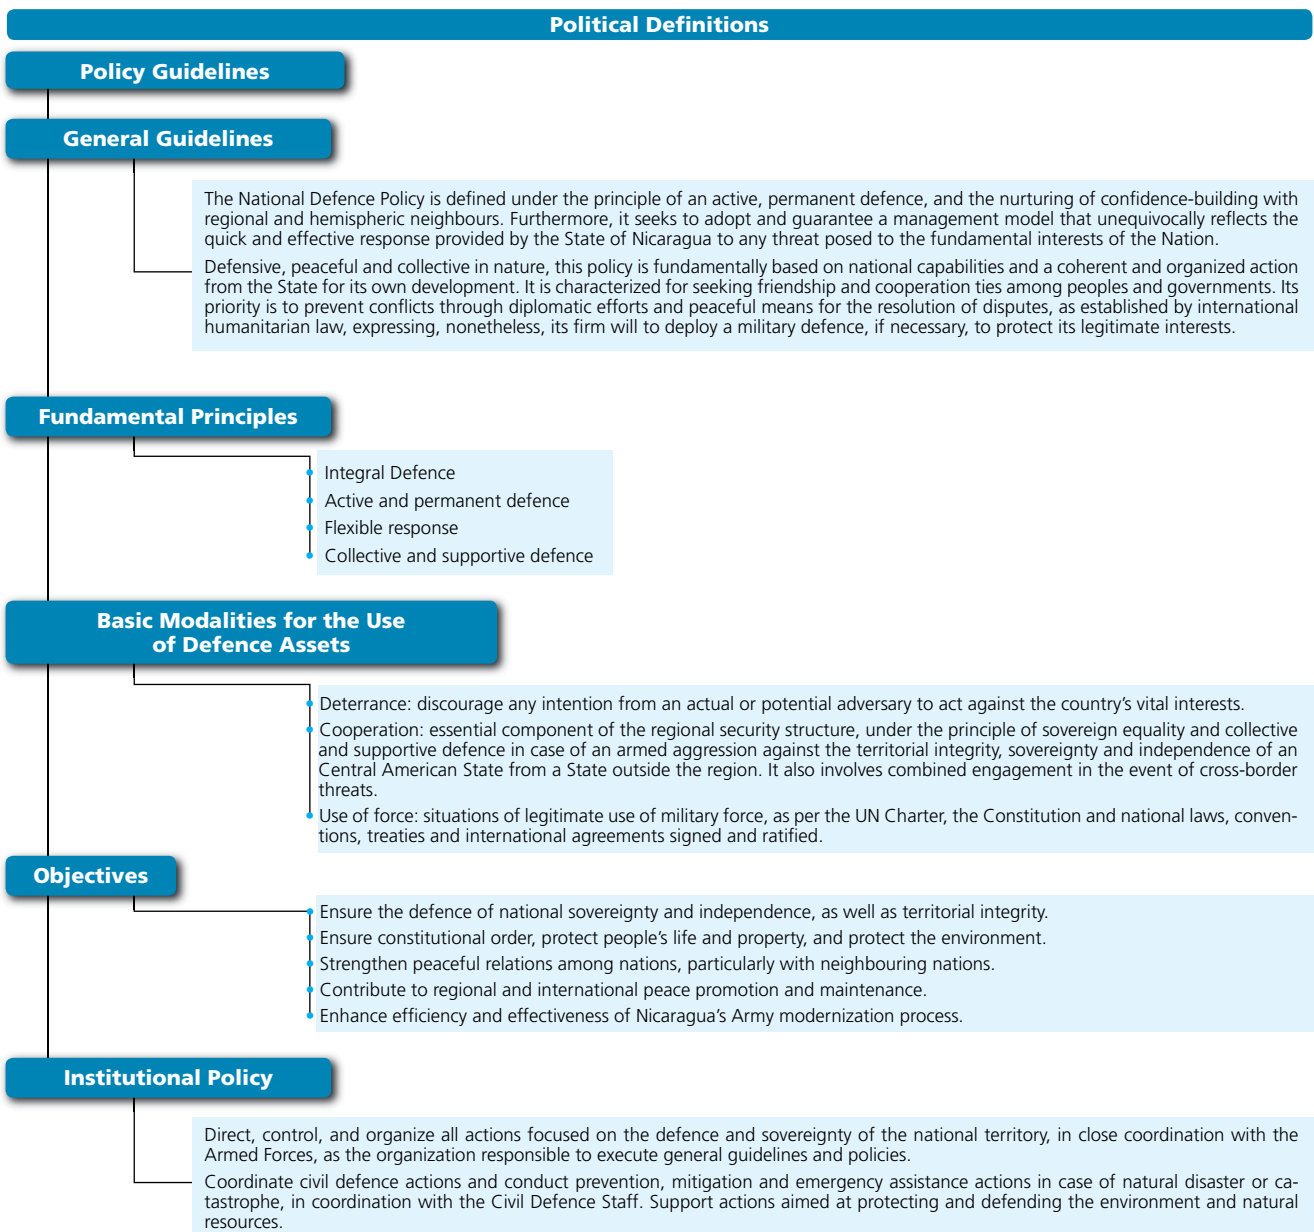 Political Definitions
Policy Guidelines
General Guidelines
The National Defence Policy is defined under the principle of an active, permanent defence, and the nurturing of confidence-building with
regional and hemispheric neighbours. Furthermore, it seeks to adopt and guarantee a management model that unequivocally reflects the
quick and effective response provided by the State of Nicaragua to any threat posed to the fundamental interests of the Nation.
Defensive, peaceful and collective in nature, this policy is fundamentally based on national capabilities and a coherent and organized action
from the State for its own development. It is characterized for seeking friendship and cooperation ties among peoples and governments. Its
priority is to prevent conflicts through diplomatic efforts and peaceful means for the resolution of disputes, as established by international
humanitarian law, expressing, nonetheless, its firm will to deploy a military defence, if necessary, to protect its legitimate interests.
Fundamental Principles
Integral Defence
Active and permanent defence
Flexible response
Collective and supportive defence
Basic Modalities for the Use
of Defence Assets
Deterrance: discourage any intention from an actual or potential adversary to act against the country’s vital interests.
Cooperation: essential component of the regional security structure, under the principle of sovereign equality and collective
and supportive defence in case of an armed aggression against the territorial integrity, sovereignty and independence of an
Central American State from a State outside the region. It also involves combined engagement in the event of cross-border
threats.
Use of force: situations of legitimate use of military force, as per the UN Charter, the Constitution and national laws, conven-
tions, treaties and international agreements signed and ratified.
Objectives
Ensure the defence of national sovereignty and independence, as well as territorial integrity.
Ensure constitutional order, protect people’s life and property, and protect the environment.
Strengthen peaceful relations among nations, particularly with neighbouring nations.
Contribute to regional and international peace promotion and maintenance.
Enhance efficiency and effectiveness of Nicaragua’s Army modernization process.
Institutional Policy
Direct, control, and organize all actions focused on the defence and sovereignty of the national territory, in close coordination with the
Armed Forces, as the organization responsible to execute general guidelines and policies.
Coordinate civil defence actions and conduct prevention, mitigation and emergency assistance actions in case of natural disaster or ca-
tastrophe, in coordination with the Civil Defence Staff. Support actions aimed at protecting and defending the environment and natural
resources.